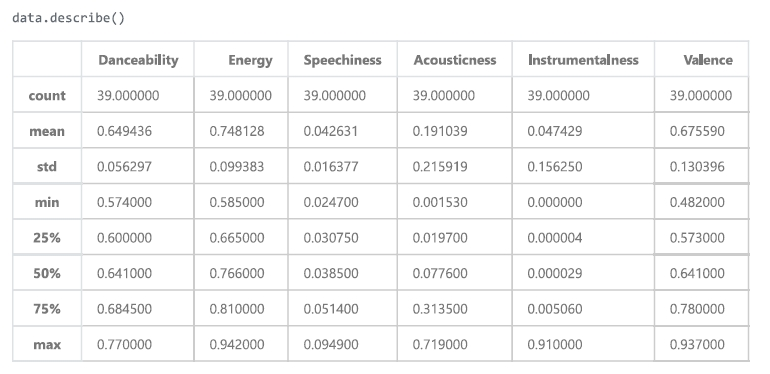 data.describe()
Danceability Energy Speechiness Acousticness Instrumentalness Valence
count 39.000000 39.000000 39.000000 39.000000 39.000000 39.000000
mean 0.649436 0.748128 0.042631 0.191039 0.047429 0.675590
std 0.056297 0.099383 0.016377 0.215919 0.156250 0.130396
min 0.574000 0.585000 0.024700 0.001530 0.000000 0.482000
25% 0.600000 0.665000 0.030750 0.019700 0.000004 0.573000
50% 0.641000 0.766000 0.038500 0.077600 0.000029 0.641000
75% 0.684500 0.810000 0.051400 0.313500 0.005060 0.780000
max 0.770000 0.942000 0.094900 0.719000 0.910000 0.937000